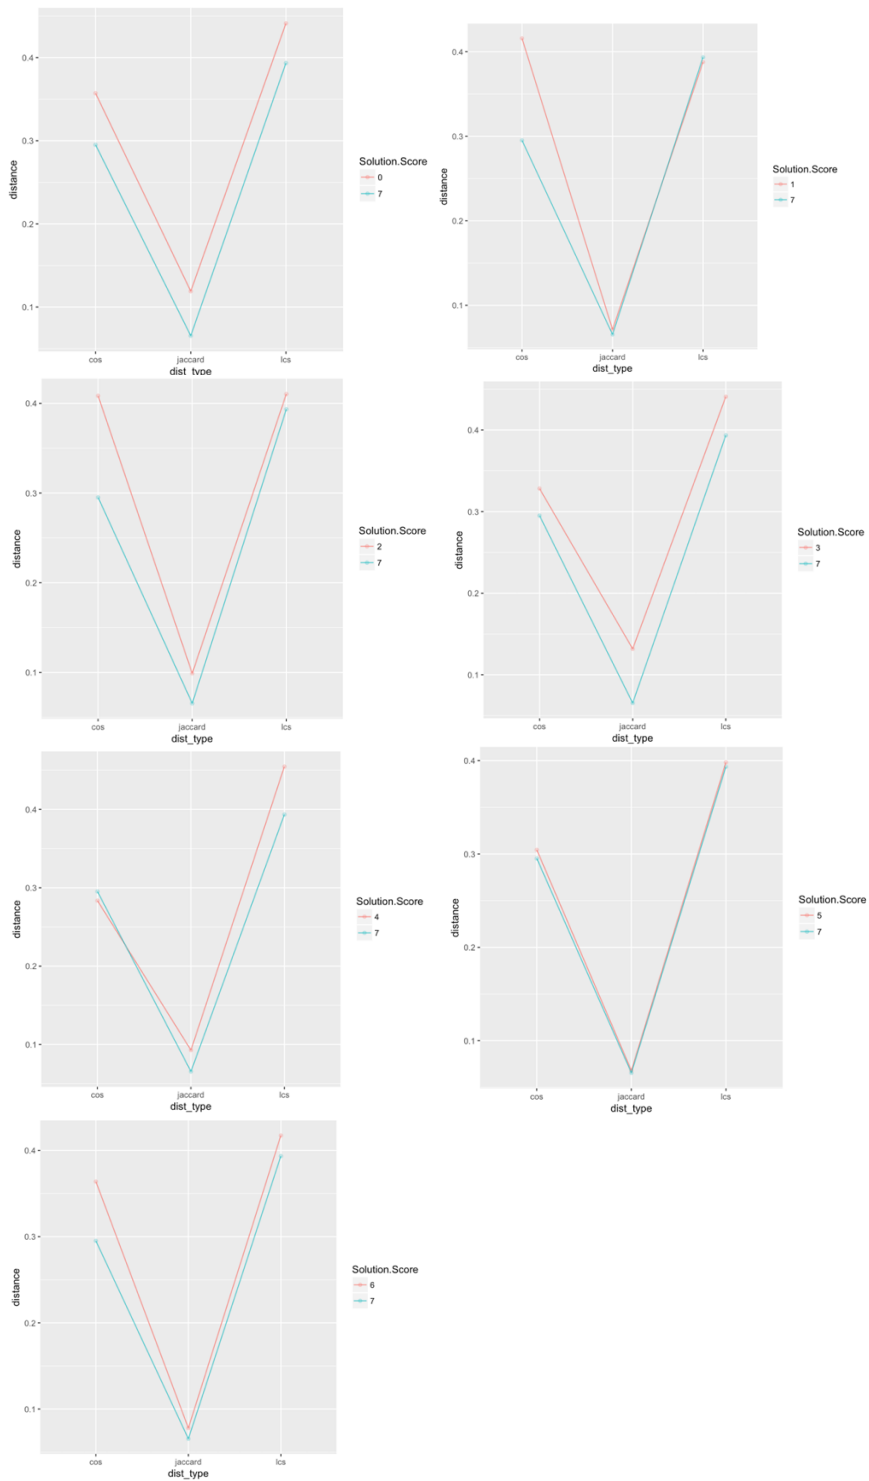 distance
0.4
0.3
0.2
0.1
cos
jaccard
lcs
dist_type
Solution.Score
0
7
distance
0.4
0.3
0.2
0.1
cos
jaccard
lcs
dist_type
Solution.Score
1
7
distance
0.4
0.3
0.2
0.1
cos
jaccard
lcs
dist_type
Solution.Score
2
7
distance
0.4
0.3
0.2
0.1
cos
jaccard
lcs
dist_type
Solution.Score
3
7
distance
0.4
0.3
0.2
0.1
cos
jaccard
lcs
dist_type
Solution.Score
4
7
distance
0.4
0.3
0.2
0.1
cos
jaccard
lcs
dist_type
Solution.Score
5
7
distance
0.4
0.3
0.2
0.1
cos
jaccard
lcs
dist_type
Solution.Score
6
7